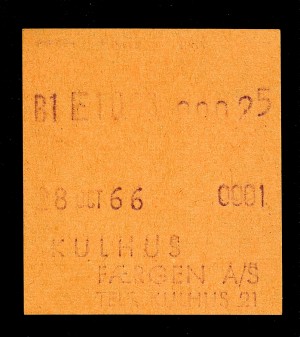 B1 E10 00025
28 OCT 66 0001
KULHUS
FÆRGEN A/S
TELF. KULHUS 21